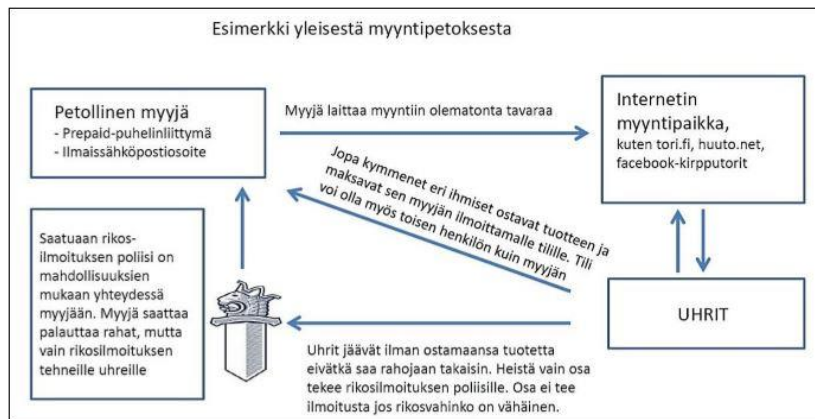 Esimerkki yleisestä myyntipetoksesta
Petollinen myyjä
- Prepaid-puhelinliittymä
- Ilmaissähköpostiosoite
Myyjä laittaa myyntiin olematonta tavaraa
Internetin
myyntipaikka,
kuten tori.fi, huuto.net,
facebook-kirpputorit
Jopa kymmenet eri ihmiset ostavat tuotteen ja
maksavat sen myyjän ilmoittamalle tilille. Tili
voi olla myös toisen henkilön kuin myyjän
Saatuaan rikos-
ilmoituksen poliisi on
mahdollisuuksien
mukaan yhteydessä
myyjään. Myyjä saattaa
palauttaa rahat, mutta
vain rikosilmoituksen
tehneille uhreille
UHRIT
Uhrit jäävät ilman ostamaansa tuotetta
eivätkä saa rahojaan takaisin. Heistä vain osa
tekee rikosilmoituksen poliisille. Osa ei tee
ilmoitusta jos rikosvahinko on vähäinen.